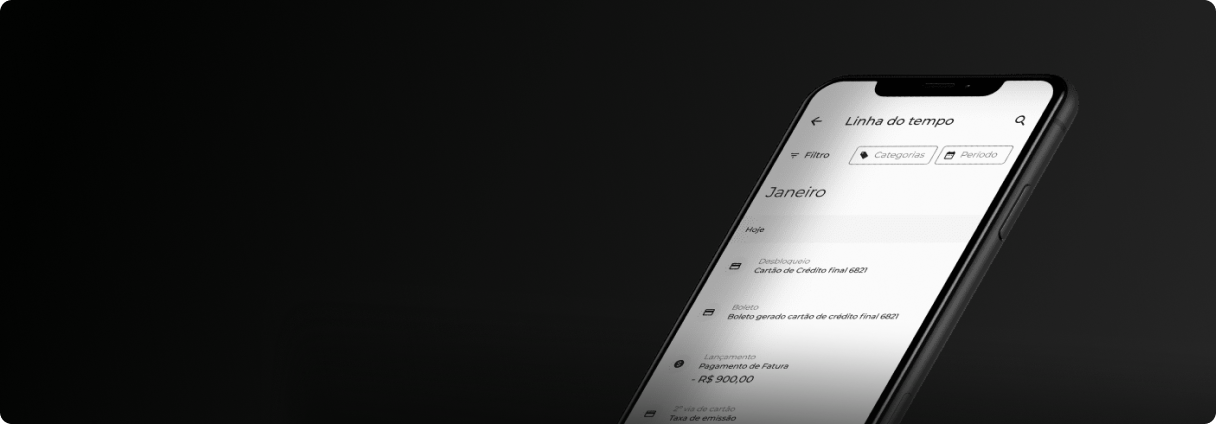 Linha do tempo
Filtro
Categorias
Período
Janeiro
Hoje
Desbloqueio
Cartão de Crédito final 6821
Boleto
Boleto gerado cartão de crédito final 6821
Lançamento
Pagamento de Fatura
- R$ 900,00
2ª via de cartão
Taxa de emissão